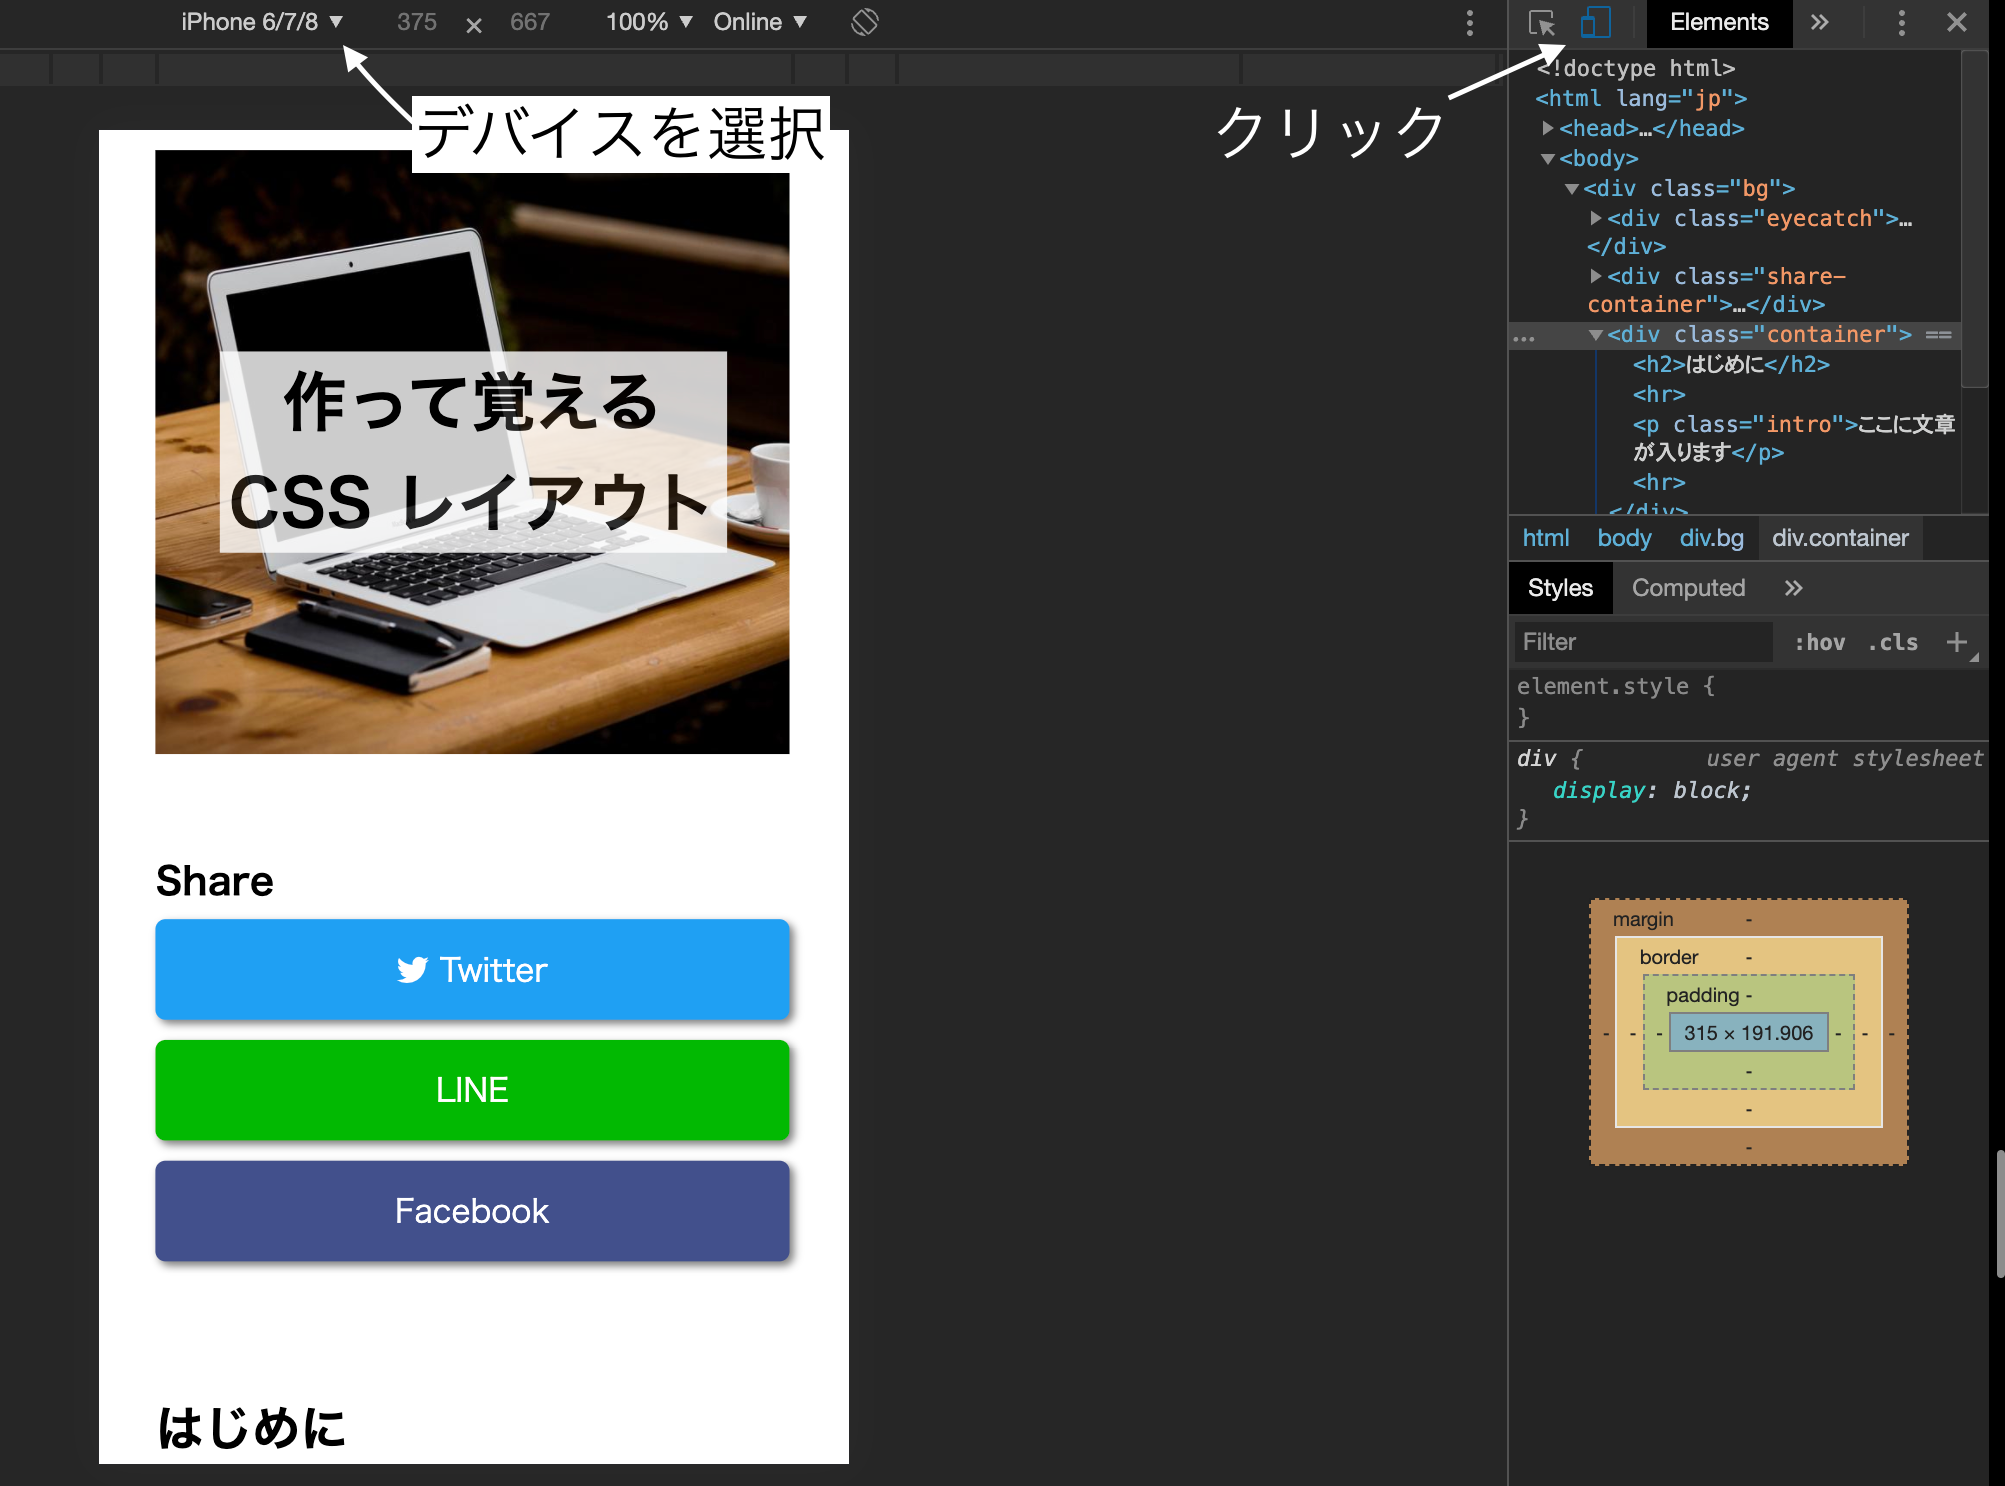 iPhone 6/7/8 ▼ 375 × 667 100% ▼ Online ▼
デバイスを選択
クリック
作って覚える
CSS レイアウト
Share
Twitter
LINE
Facebook
はじめに
Elements »
<!doctype html>
<html lang="jp">
▶<head>…</head>
▼<body>
▼<div class="bg">
▶<div class="eyecatch">…
</div>
▶<div class="share-
container">…</div>
… ▼<div class="container"> ==
<h2>はじめに</h2>
<hr>
<p class="intro">ここに文章
が入ります</p>
<hr>
</div>
html body div.bg div.container
Styles Computed »
Filter :hov .cls +
element.style {
}
div { user agent stylesheet
display: block;
}
margin -
border -
padding -
- - - 315 × 191.906 - - -
-
-
-